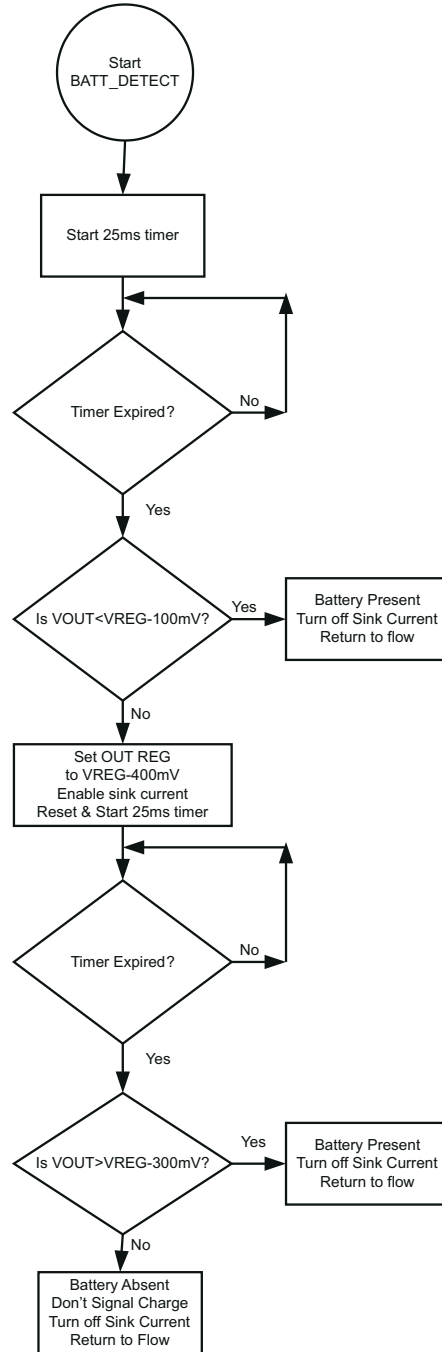 Start
BATT_DETECT
Start 25ms timer
Timer Expired?
No
Yes
Is VOUT<VREG-100mV?
Yes
Battery Present
Turn off Sink Current
Return to flow
No
Set OUT REG
to VREG-400mV
Enable sink current
Reset & Start 25ms timer
Timer Expired?
No
Yes
Is VOUT>VREG-300mV?
Yes
Battery Present
Turn off Sink Current
Return to flow
No
Battery Absent
Don’t Signal Charge
Turn off Sink Current
Return to Flow